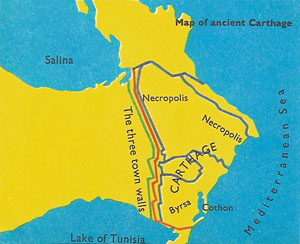 Map of ancient Carthage
Salina
Necropolis
Necropolis
The three town walls
CARTHAGE
Mediterranean Sea
Byrsa
Cothon
Lake of Tunisia